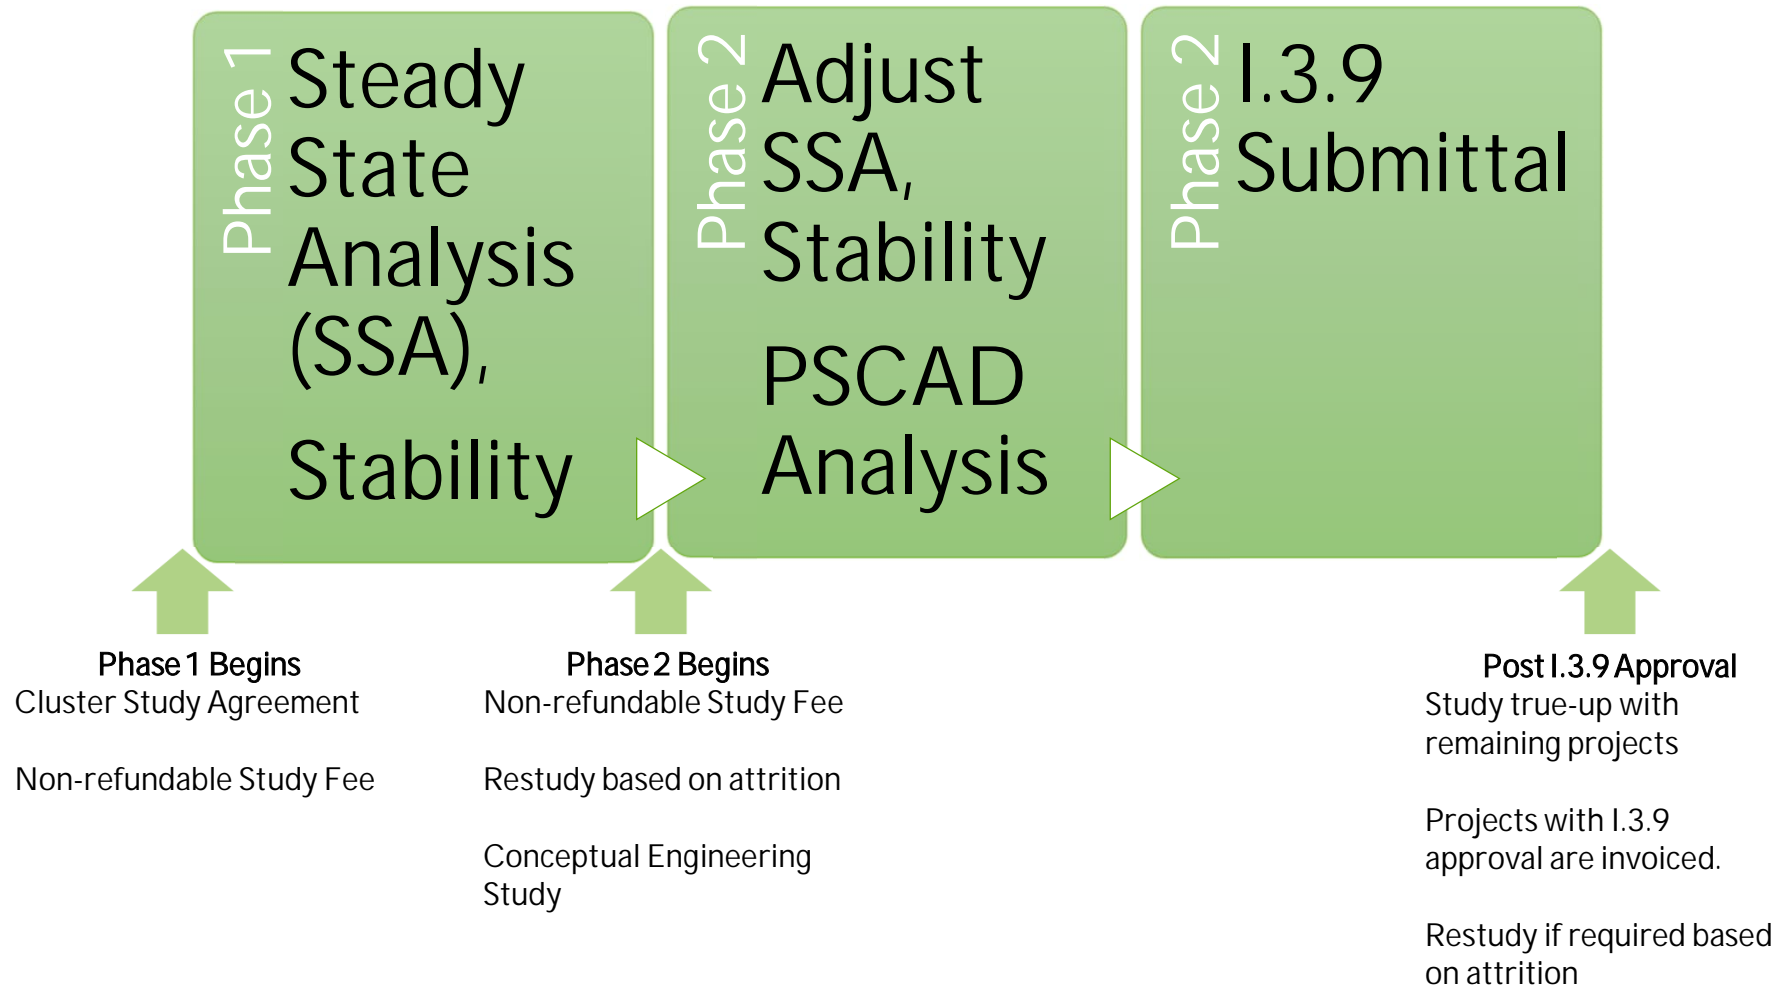 Phase 1
Steady
State
Analysis
(SSA),
Stability
Phase 2
Adjust
SSA,
Stability
PSCAD
Analysis
Phase 2
I.3.9
Submittal
Phase 1 Begins
Cluster Study Agreement
Non-refundable Study Fee
Phase 2 Begins
Non-refundable Study Fee
Restudy based on attrition
Conceptual Engineering
Study
Post I.3.9 Approval
Study true-up with
remaining projects
Projects with I.3.9
approval are invoiced.
Restudy if required based
on attrition